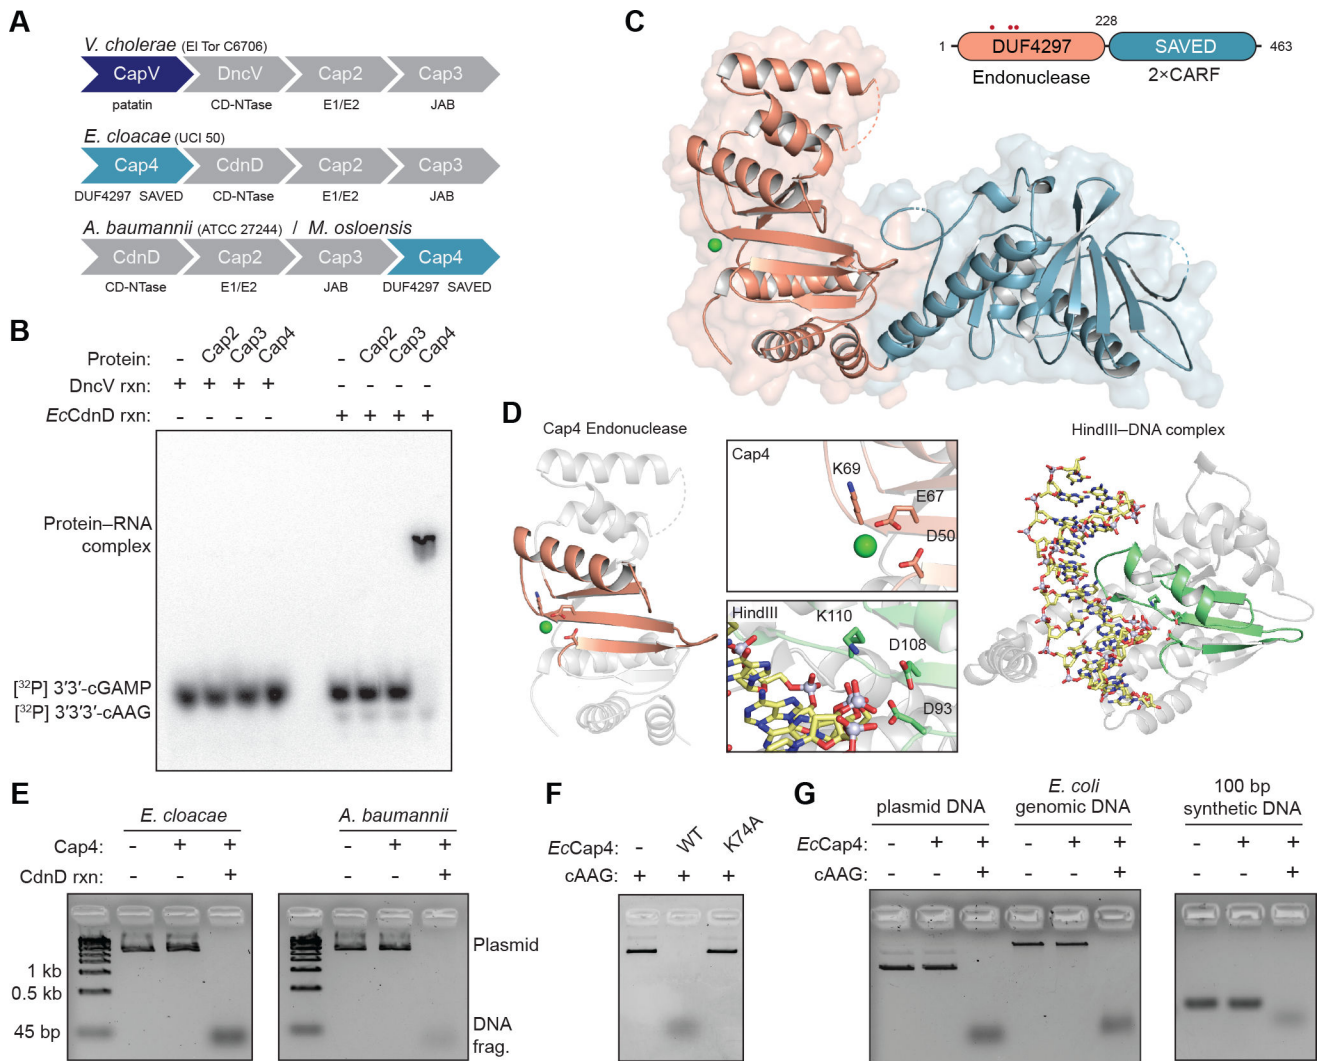 A
V. cholerae (El Tor C6706)
CapV DncV Cap2 Cap3
patatin CD-NTase E1/E2 JAB
E. cloacae (UCI 50)
Cap4 CdnD Cap2 Cap3
DUF4297 SAVED CD-NTase E1/E2 JAB
A. baumannii (ATCC 27244) / M. osloensis
CdnD Cap2 Cap3 Cap4
CD-NTase E1/E2 JAB DUF4297 SAVED
B
Protein: - Cap2 Cap3 Cap4 - Cap2 Cap3 Cap4
DncV rxn: + + + + - - - -
EcCdnD rxn: - - - - + + + +
Protein–RNA
complex
[32P] 3′3′-cGAMP
[32P] 3′3′3′-cAAG
C
228
1 DUF4297 SAVED 463
Endonuclease 2×CARF
D
Cap4 Endonuclease
Cap4
K69
E67
D50
HindIII
K110
D108
D93
HindIII–DNA complex
E
E. cloacae A. baumannii
Cap4: - + + - + +
CdnD rxn: - - + - - +
Plasmid
1 kb
0.5 kb
45 bp
DNA
frag.
F
EcCap4: - WT K74A
cAAG: + + +
G
plasmid DNA
E. coli
genomic DNA
100 bp
synthetic DNA
EcCap4: - + + - + + - + +
cAAG: - - + - - + - - +